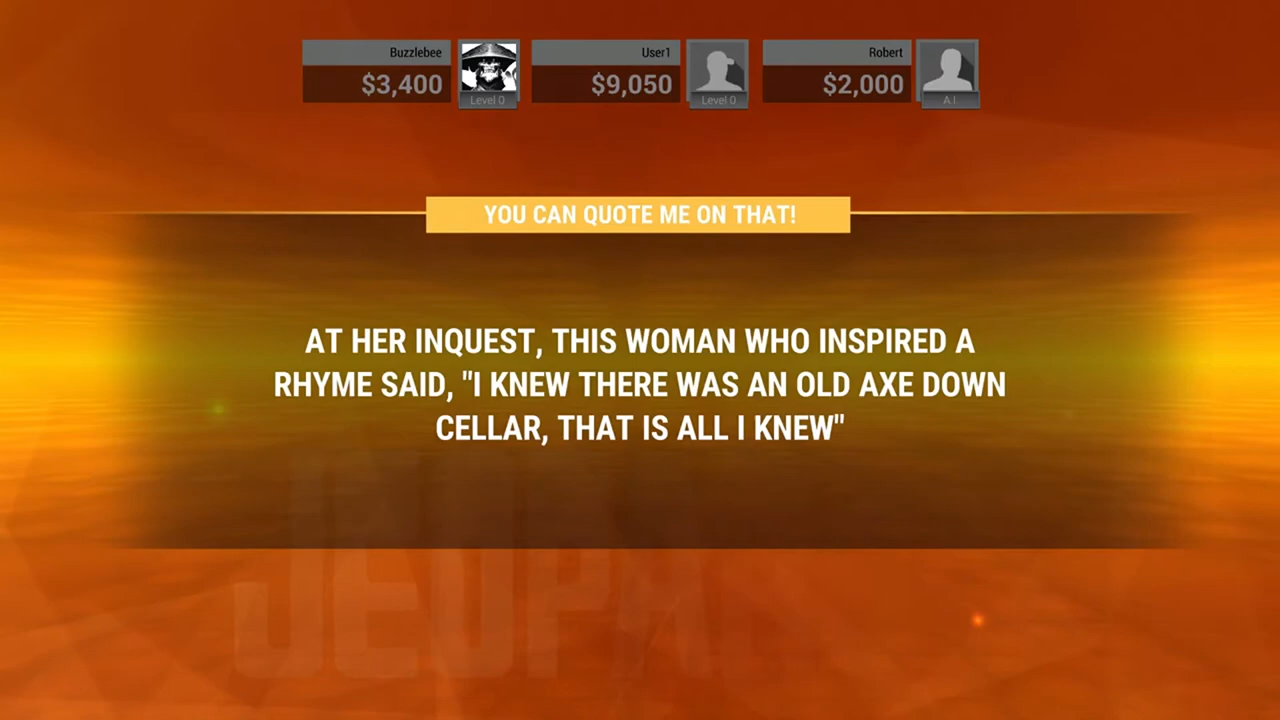 Buzzlebee
$3,400
Level 0
User1
$9,050
Level 0
Robert
$2,000
A.I.
YOU CAN QUOTE ME ON THAT!
AT HER INQUEST, THIS WOMAN WHO INSPIRED A
RHYME SAID, "I KNEW THERE WAS AN OLD AXE DOWN
CELLAR, THAT IS ALL I KNEW"
JEOPAR